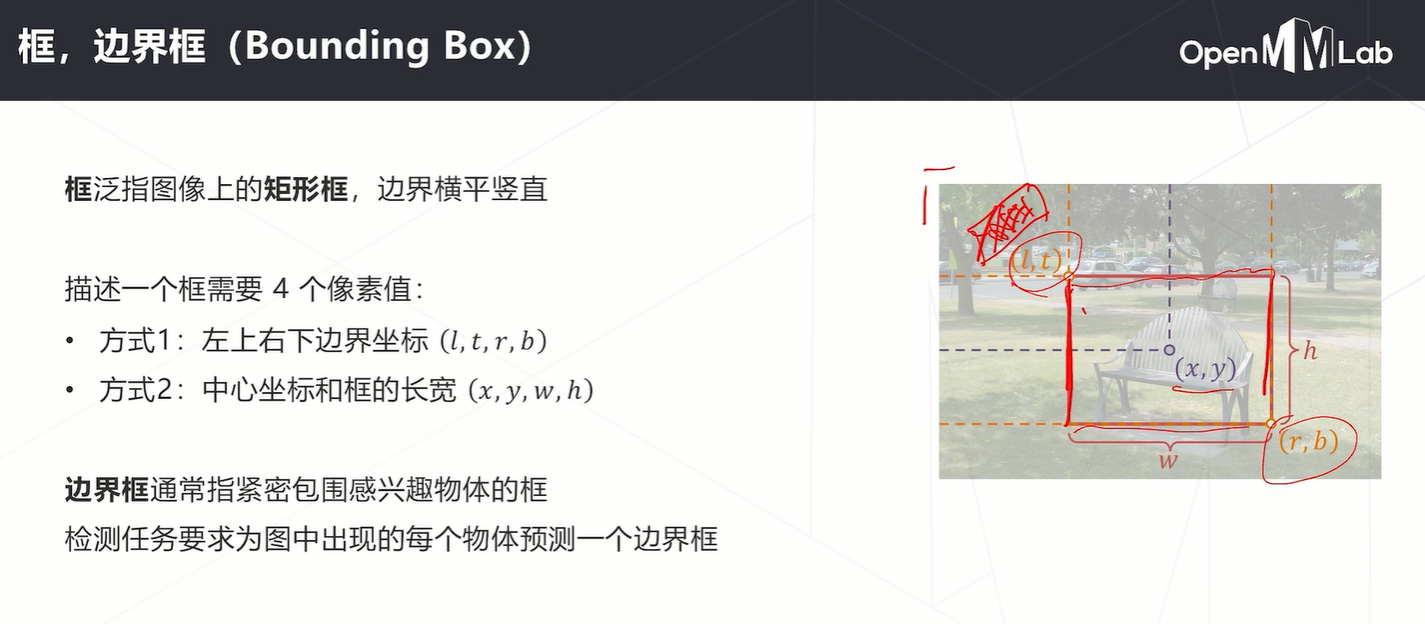 框，边界框（Bounding Box）
OpenMMLab
框泛指图像上的矩形框，边界横平竖直
描述一个框需要 4 个像素值：
• 方式1：左上右下边界坐标 (l, t, r, b)
• 方式2：中心坐标和框的长宽 (x, y, w, h)
边界框通常指紧密包围感兴趣物体的框
检测任务要求为图中出现的每个物体预测一个边界框
(l, t)
h
(x, y)
(r, b)
w